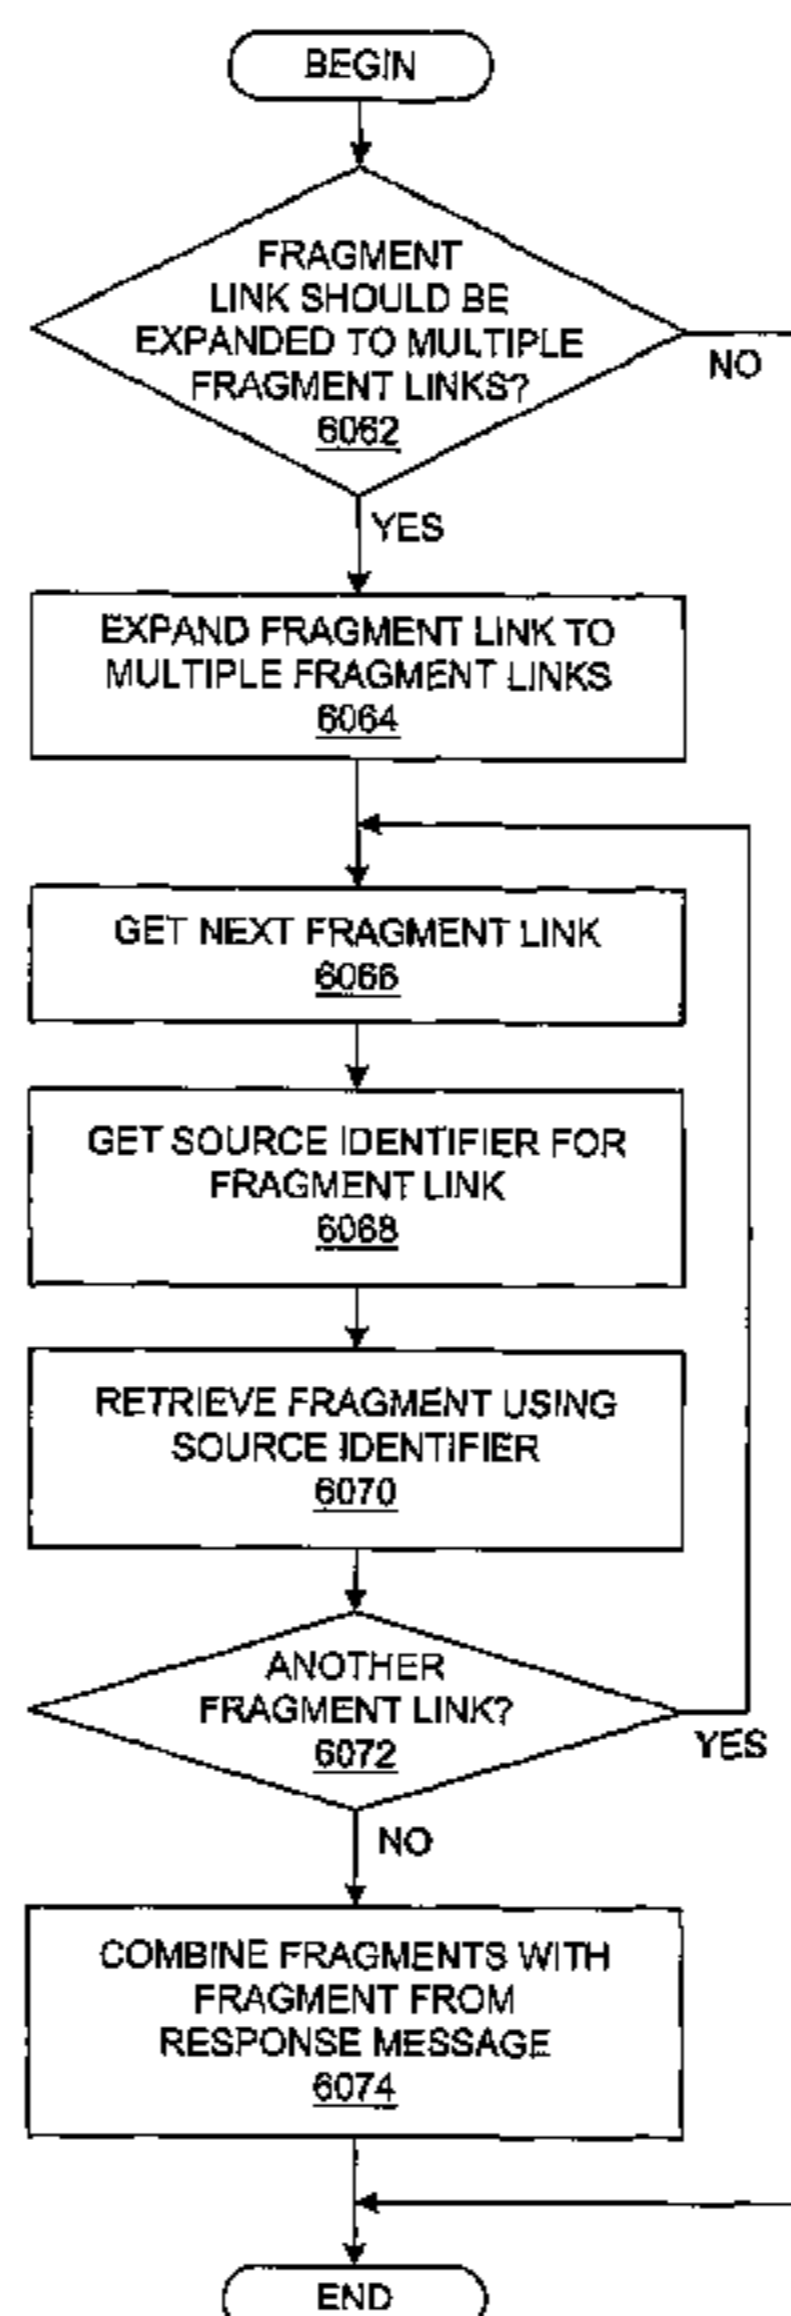 BEGIN
FRAGMENT
LINK SHOULD BE
EXPANDED TO MULTIPLE
FRAGMENT LINKS?
6062
NO
YES
EXPAND FRAGMENT LINK TO
MULTIPLE FRAGMENT LINKS
6064
GET NEXT FRAGMENT LINK
6066
GET SOURCE IDENTIFIER FOR
FRAGMENT LINK
6068
RETRIEVE FRAGMENT USING
SOURCE IDENTIFIER
6070
ANOTHER
FRAGMENT LINK?
6072
YES
NO
COMBINE FRAGMENTS WITH
FRAGMENT FROM
RESPONSE MESSAGE
6074
END